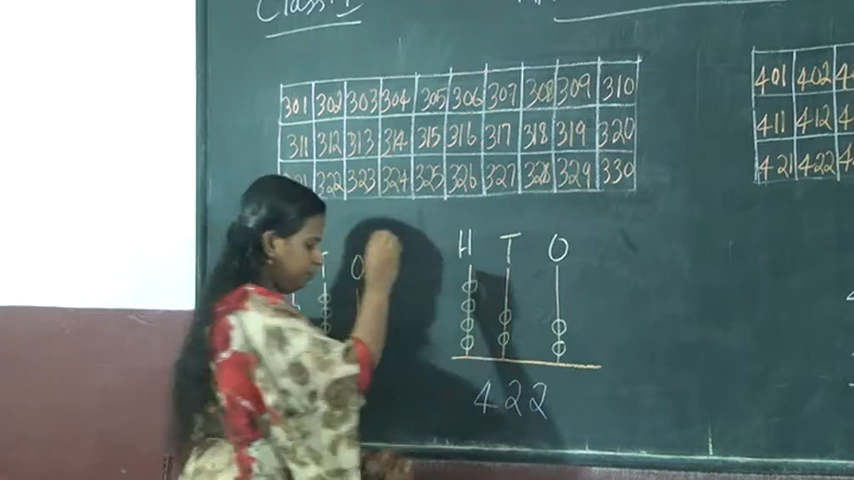 Class: 1
301 302 303 304 305 306 307 308 309 310
311 312 313 314 315 316 317 318 319 320
322 323 324 325 326 327 328 329 330
401 402
411 412
421 422
T O
H T O
422